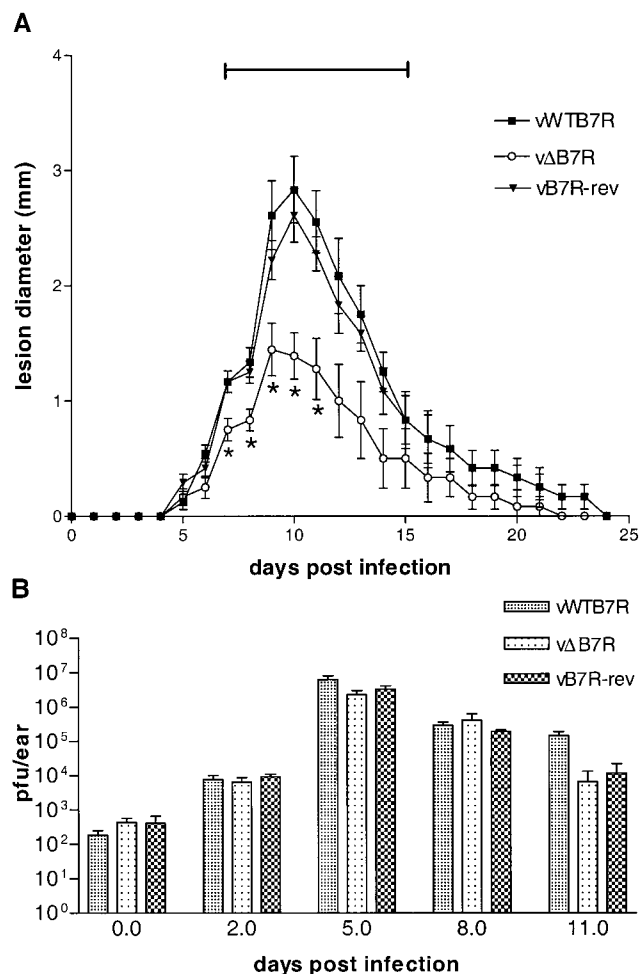 A
4
3
2
1
0
lesion diameter (mm)
vWTB7R
vΔB7R
vB7R-rev
* * * * *
0 5 10 15 20 25
days post infection
B
vWTB7R
vΔB7R
vB7R-rev
10⁸
10⁷
10⁶
10⁵
10⁴
10³
10²
10¹
10⁰
pfu/ear
0.0 2.0 5.0 8.0 11.0
days post infection